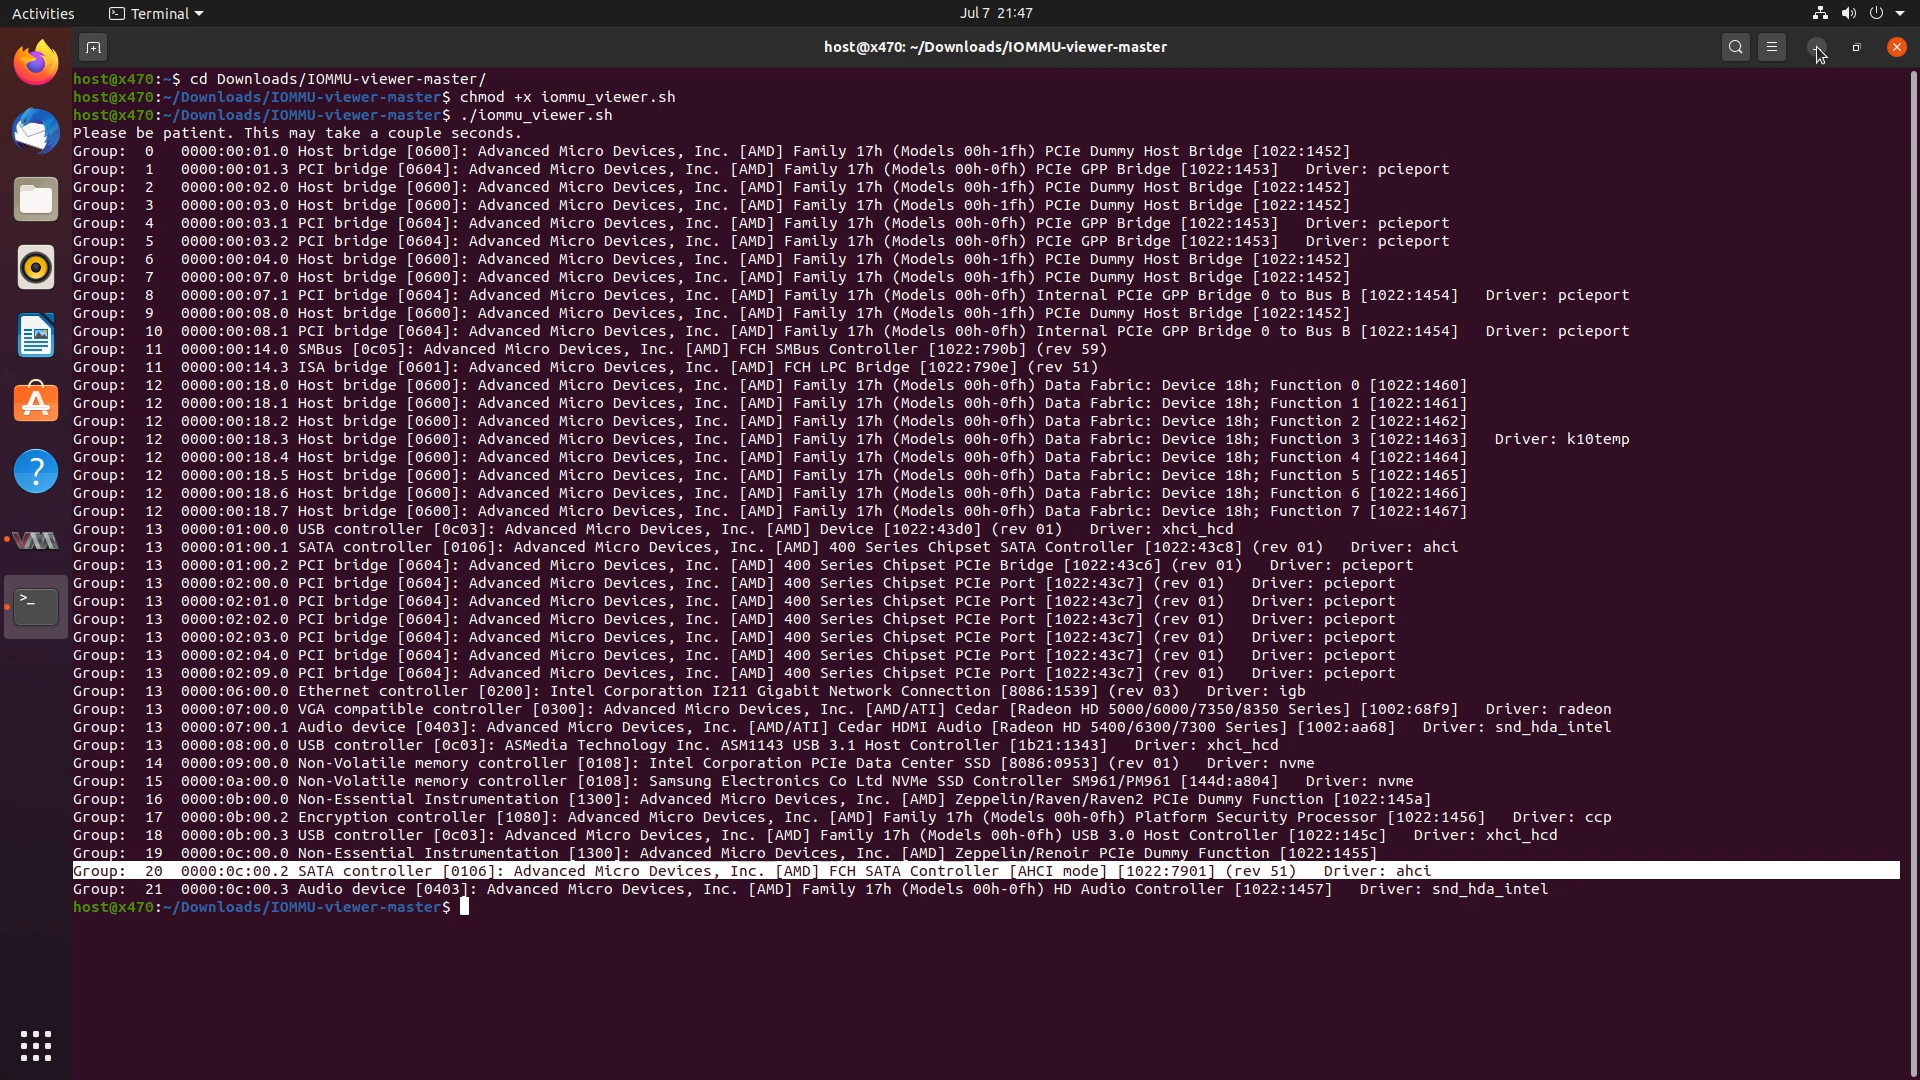 Activities
Terminal
Jul 7 21:47
host@x470: ~/Downloads/IOMMU-viewer-master
host@x470:~$ cd Downloads/IOMMU-viewer-master/
host@x470:~/Downloads/IOMMU-viewer-master$ chmod +x iommu_viewer.sh
host@x470:~/Downloads/IOMMU-viewer-master$ ./iommu_viewer.sh
Please be patient. This may take a couple seconds.
Group:  0   0000:00:01.0 Host bridge [0600]: Advanced Micro Devices, Inc. [AMD] Family 17h (Models 00h-1fh) PCIe Dummy Host Bridge [1022:1452]
Group:  1   0000:00:01.3 PCI bridge [0604]: Advanced Micro Devices, Inc. [AMD] Family 17h (Models 00h-0fh) PCIe GPP Bridge [1022:1453]   Driver: pcieport
Group:  2   0000:00:02.0 Host bridge [0600]: Advanced Micro Devices, Inc. [AMD] Family 17h (Models 00h-1fh) PCIe Dummy Host Bridge [1022:1452]
Group:  3   0000:00:03.0 Host bridge [0600]: Advanced Micro Devices, Inc. [AMD] Family 17h (Models 00h-1fh) PCIe Dummy Host Bridge [1022:1452]
Group:  4   0000:00:03.1 PCI bridge [0604]: Advanced Micro Devices, Inc. [AMD] Family 17h (Models 00h-0fh) PCIe GPP Bridge [1022:1453]   Driver: pcieport
Group:  5   0000:00:03.2 PCI bridge [0604]: Advanced Micro Devices, Inc. [AMD] Family 17h (Models 00h-0fh) PCIe GPP Bridge [1022:1453]   Driver: pcieport
Group:  6   0000:00:04.0 Host bridge [0600]: Advanced Micro Devices, Inc. [AMD] Family 17h (Models 00h-1fh) PCIe Dummy Host Bridge [1022:1452]
Group:  7   0000:00:07.0 Host bridge [0600]: Advanced Micro Devices, Inc. [AMD] Family 17h (Models 00h-1fh) PCIe Dummy Host Bridge [1022:1452]
Group:  8   0000:00:07.1 PCI bridge [0604]: Advanced Micro Devices, Inc. [AMD] Family 17h (Models 00h-0fh) Internal PCIe GPP Bridge 0 to Bus B [1022:1454]   Driver: pcieport
Group:  9   0000:00:08.0 Host bridge [0600]: Advanced Micro Devices, Inc. [AMD] Family 17h (Models 00h-1fh) PCIe Dummy Host Bridge [1022:1452]
Group:  10  0000:00:08.1 PCI bridge [0604]: Advanced Micro Devices, Inc. [AMD] Family 17h (Models 00h-0fh) Internal PCIe GPP Bridge 0 to Bus B [1022:1454]   Driver: pcieport
Group:  11  0000:00:14.0 SMBus [0c05]: Advanced Micro Devices, Inc. [AMD] FCH SMBus Controller [1022:790b] (rev 59)
Group:  11  0000:00:14.3 ISA bridge [0601]: Advanced Micro Devices, Inc. [AMD] FCH LPC Bridge [1022:790e] (rev 51)
Group:  12  0000:00:18.0 Host bridge [0600]: Advanced Micro Devices, Inc. [AMD] Family 17h (Models 00h-0fh) Data Fabric: Device 18h; Function 0 [1022:1460]
Group:  12  0000:00:18.1 Host bridge [0600]: Advanced Micro Devices, Inc. [AMD] Family 17h (Models 00h-0fh) Data Fabric: Device 18h; Function 1 [1022:1461]
Group:  12  0000:00:18.2 Host bridge [0600]: Advanced Micro Devices, Inc. [AMD] Family 17h (Models 00h-0fh) Data Fabric: Device 18h; Function 2 [1022:1462]
Group:  12  0000:00:18.3 Host bridge [0600]: Advanced Micro Devices, Inc. [AMD] Family 17h (Models 00h-0fh) Data Fabric: Device 18h; Function 3 [1022:1463]   Driver: k10temp
Group:  12  0000:00:18.4 Host bridge [0600]: Advanced Micro Devices, Inc. [AMD] Family 17h (Models 00h-0fh) Data Fabric: Device 18h; Function 4 [1022:1464]
Group:  12  0000:00:18.5 Host bridge [0600]: Advanced Micro Devices, Inc. [AMD] Family 17h (Models 00h-0fh) Data Fabric: Device 18h; Function 5 [1022:1465]
Group:  12  0000:00:18.6 Host bridge [0600]: Advanced Micro Devices, Inc. [AMD] Family 17h (Models 00h-0fh) Data Fabric: Device 18h; Function 6 [1022:1466]
Group:  12  0000:00:18.7 Host bridge [0600]: Advanced Micro Devices, Inc. [AMD] Family 17h (Models 00h-0fh) Data Fabric: Device 18h; Function 7 [1022:1467]
Group:  13  0000:01:00.0 USB controller [0c03]: Advanced Micro Devices, Inc. [AMD] Device [1022:43d0] (rev 01)   Driver: xhci_hcd
Group:  13  0000:01:00.1 SATA controller [0106]: Advanced Micro Devices, Inc. [AMD] 400 Series Chipset SATA Controller [1022:43c8] (rev 01)   Driver: ahci
Group:  13  0000:01:00.2 PCI bridge [0604]: Advanced Micro Devices, Inc. [AMD] 400 Series Chipset PCIe Bridge [1022:43c6] (rev 01)   Driver: pcieport
Group:  13  0000:02:00.0 PCI bridge [0604]: Advanced Micro Devices, Inc. [AMD] 400 Series Chipset PCIe Port [1022:43c7] (rev 01)   Driver: pcieport
Group:  13  0000:02:01.0 PCI bridge [0604]: Advanced Micro Devices, Inc. [AMD] 400 Series Chipset PCIe Port [1022:43c7] (rev 01)   Driver: pcieport
Group:  13  0000:02:02.0 PCI bridge [0604]: Advanced Micro Devices, Inc. [AMD] 400 Series Chipset PCIe Port [1022:43c7] (rev 01)   Driver: pcieport
Group:  13  0000:02:03.0 PCI bridge [0604]: Advanced Micro Devices, Inc. [AMD] 400 Series Chipset PCIe Port [1022:43c7] (rev 01)   Driver: pcieport
Group:  13  0000:02:04.0 PCI bridge [0604]: Advanced Micro Devices, Inc. [AMD] 400 Series Chipset PCIe Port [1022:43c7] (rev 01)   Driver: pcieport
Group:  13  0000:02:09.0 PCI bridge [0604]: Advanced Micro Devices, Inc. [AMD] 400 Series Chipset PCIe Port [1022:43c7] (rev 01)   Driver: pcieport
Group:  13  0000:06:00.0 Ethernet controller [0200]: Intel Corporation I211 Gigabit Network Connection [8086:1539] (rev 03)   Driver: igb
Group:  13  0000:07:00.0 VGA compatible controller [0300]: Advanced Micro Devices, Inc. [AMD/ATI] Cedar [Radeon HD 5000/6000/7350/8350 Series] [1002:68f9]   Driver: radeon
Group:  13  0000:07:00.1 Audio device [0403]: Advanced Micro Devices, Inc. [AMD/ATI] Cedar HDMI Audio [Radeon HD 5400/6300/7300 Series] [1002:aa68]   Driver: snd_hda_intel
Group:  13  0000:08:00.0 USB controller [0c03]: ASMedia Technology Inc. ASM1143 USB 3.1 Host Controller [1b21:1343]   Driver: xhci_hcd
Group:  14  0000:09:00.0 Non-Volatile memory controller [0108]: Intel Corporation PCIe Data Center SSD [8086:0953] (rev 01)   Driver: nvme
Group:  15  0000:0a:00.0 Non-Volatile memory controller [0108]: Samsung Electronics Co Ltd NVMe SSD Controller SM961/PM961 [144d:a804]   Driver: nvme
Group:  16  0000:0b:00.0 Non-Essential Instrumentation [1300]: Advanced Micro Devices, Inc. [AMD] Zeppelin/Raven/Raven2 PCIe Dummy Function [1022:145a]
Group:  17  0000:0b:00.2 Encryption controller [1080]: Advanced Micro Devices, Inc. [AMD] Family 17h (Models 00h-0fh) Platform Security Processor [1022:1456]   Driver: ccp
Group:  18  0000:0b:00.3 USB controller [0c03]: Advanced Micro Devices, Inc. [AMD] Family 17h (Models 00h-0fh) USB 3.0 Host Controller [1022:145c]   Driver: xhci_hcd
Group:  19  0000:0c:00.0 Non-Essential Instrumentation [1300]: Advanced Micro Devices, Inc. [AMD] Zeppelin/Renoir PCIe Dummy Function [1022:1455]
Group:  20  0000:0c:00.2 SATA controller [0106]: Advanced Micro Devices, Inc. [AMD] FCH SATA Controller [AHCI mode] [1022:7901] (rev 51)   Driver: ahci
Group:  21  0000:0c:00.3 Audio device [0403]: Advanced Micro Devices, Inc. [AMD] Family 17h (Models 00h-0fh) HD Audio Controller [1022:1457]   Driver: snd_hda_intel
host@x470:~/Downloads/IOMMU-viewer-master$